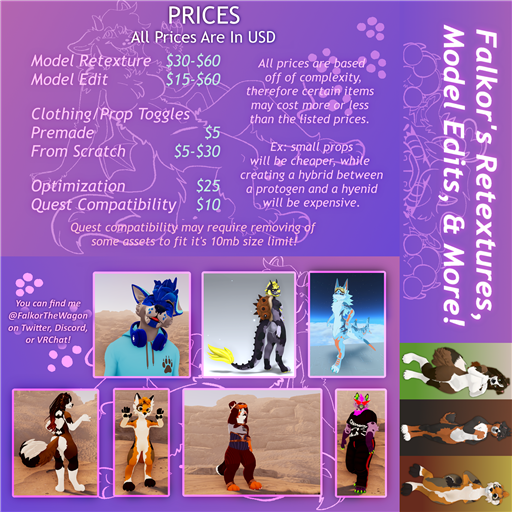 PRICES
All Prices Are In USD
Model Retexture $30-$60
Model Edit $15-$60
Clothing/Prop Toggles
Premade $5
From Scratch $5-$30
Optimization $25
Quest Compatibility $10
All prices are based
off of complexity,
therefore certain items
may cost more or less
than the listed prices.
Ex: small props
will be cheaper, while
creating a hybrid between
a protogen and a hyenid
will be expensive.
Quest compatibility may require removing of
some assets to fit it's 10mb size limit!
You can find me
@FalkorTheWagon
on Twitter, Discord,
or VRChat!
Falkor's Retextures,
Model Edits, & More!